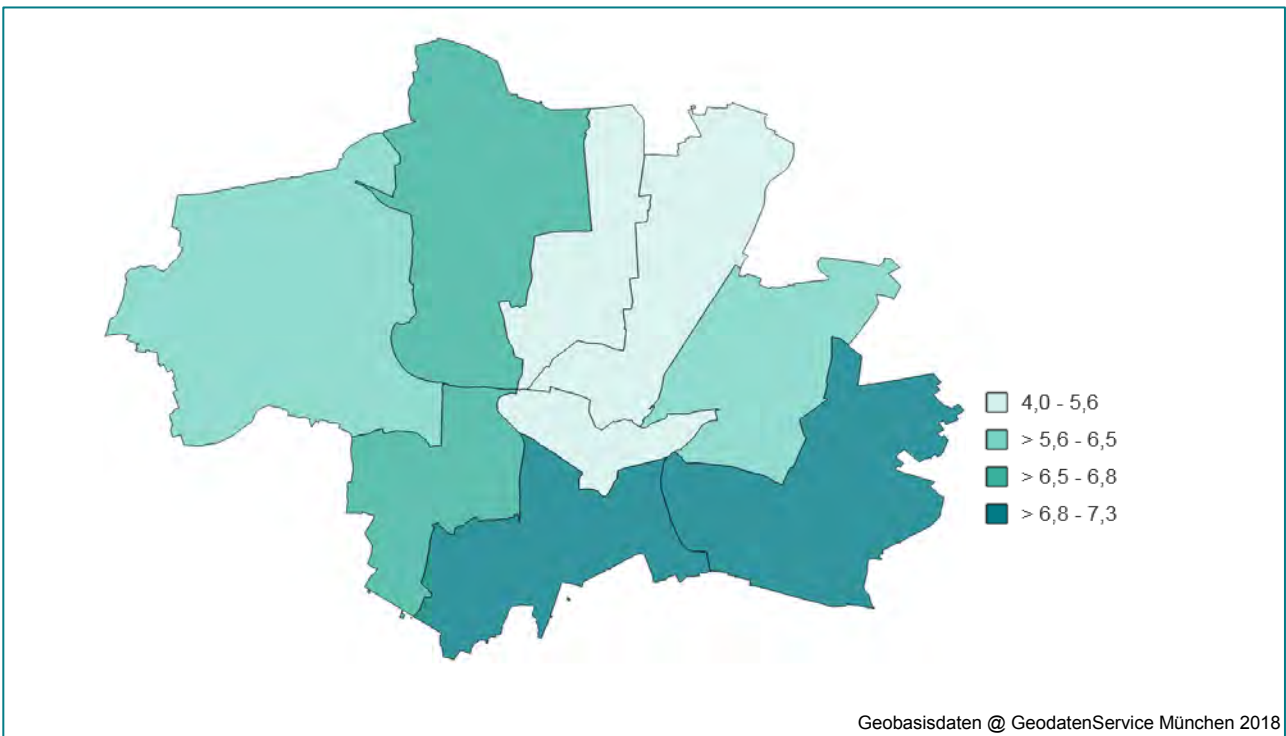 4,0 - 5,6
> 5,6 - 6,5
> 6,5 - 6,8
> 6,8 - 7,3
Geobasisdaten @ GeodatenService München 2018